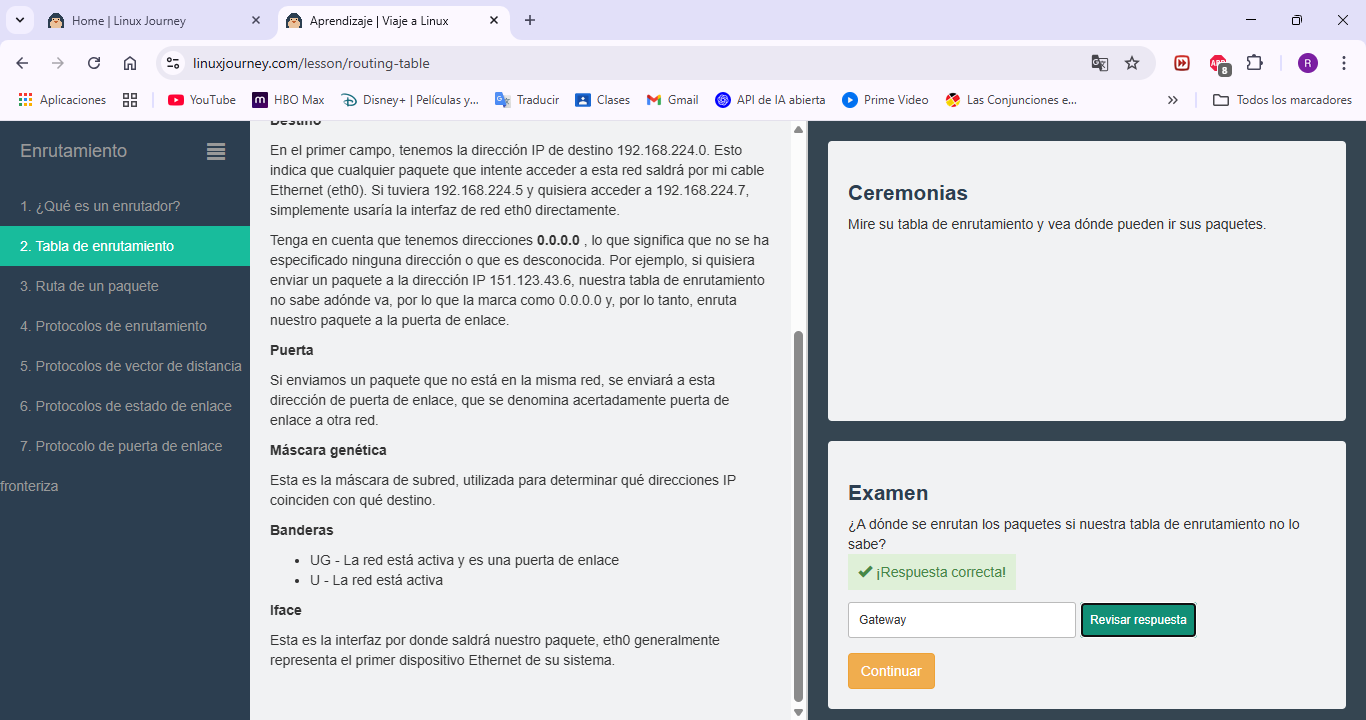 Home | Linux Journey
Aprendizaje | Viaje a Linux
linuxjourney.com/lesson/routing-table
8
R
Aplicaciones
YouTube
HBO Max
Disney+ | Películas y...
Traducir
Clases
Gmail
API de IA abierta
Prime Video
Las Conjunciones e...
Todos los marcadores
Enrutamiento
1. ¿Qué es un enrutador?
2. Tabla de enrutamiento
3. Ruta de un paquete
4. Protocolos de enrutamiento
5. Protocolos de vector de distancia
6. Protocolos de estado de enlace
7. Protocolo de puerta de enlace
fronteriza
Destino
En el primer campo, tenemos la dirección IP de destino 192.168.224.0. Esto
indica que cualquier paquete que intente acceder a esta red saldrá por mi cable
Ethernet (eth0). Si tuviera 192.168.224.5 y quisiera acceder a 192.168.224.7,
simplemente usaría la interfaz de red eth0 directamente.
Tenga en cuenta que tenemos direcciones 0.0.0.0 , lo que significa que no se ha
especificado ninguna dirección o que es desconocida. Por ejemplo, si quisiera
enviar un paquete a la dirección IP 151.123.43.6, nuestra tabla de enrutamiento
no sabe adónde va, por lo que la marca como 0.0.0.0 y, por lo tanto, enruta
nuestro paquete a la puerta de enlace.
Puerta
Si enviamos un paquete que no está en la misma red, se enviará a esta
dirección de puerta de enlace, que se denomina acertadamente puerta de
enlace a otra red.
Máscara genética
Esta es la máscara de subred, utilizada para determinar qué direcciones IP
coinciden con qué destino.
Banderas
• UG - La red está activa y es una puerta de enlace
• U - La red está activa
Iface
Esta es la interfaz por donde saldrá nuestro paquete, eth0 generalmente
representa el primer dispositivo Ethernet de su sistema.
Ceremonias
Mire su tabla de enrutamiento y vea dónde pueden ir sus paquetes.
Examen
¿A dónde se enrutan los paquetes si nuestra tabla de enrutamiento no lo
sabe?
¡Respuesta correcta!
Gateway
Revisar respuesta
Continuar